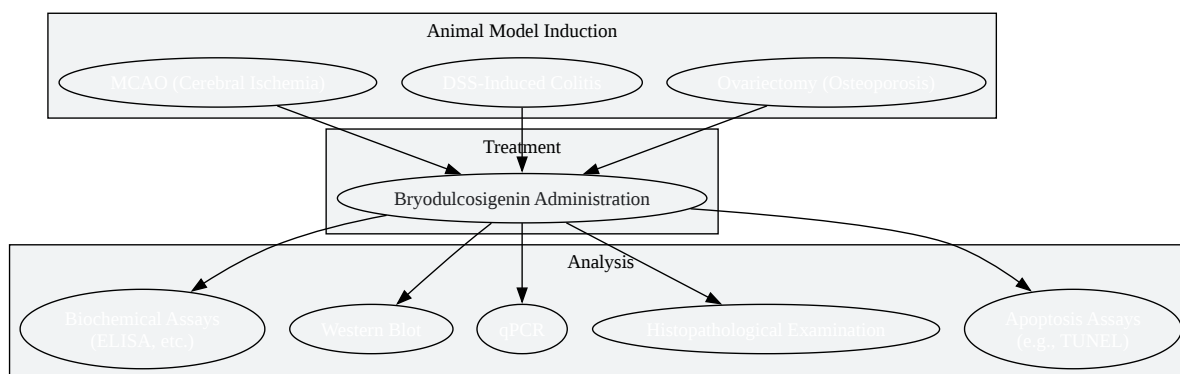 Animal Model Induction
MCAO (Cerebral Ischemia)
DSS-Induced Colitis
Ovariectomy (Osteoporosis)
Treatment
Bryodulcosigenin Administration
Analysis
Biochemical Assays
(ELISA, etc.)
Western Blot
qPCR
Histopathological Examination
Apoptosis Assays
(e.g., TUNEL)